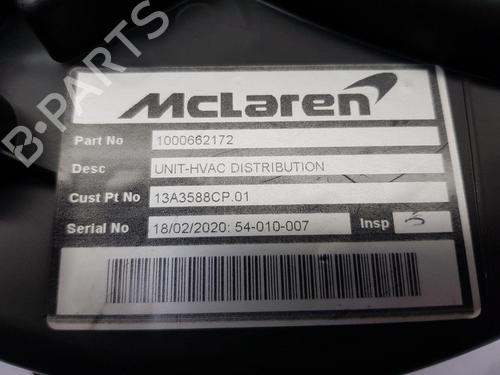 McLaren
Part No 1000662172
Desc UNIT-HVAC DISTRIBUTION
Cust Pt No 13A3588CP.01
Serial No 18/02/2020: 54-010-007 Insp 5
B-PARTS